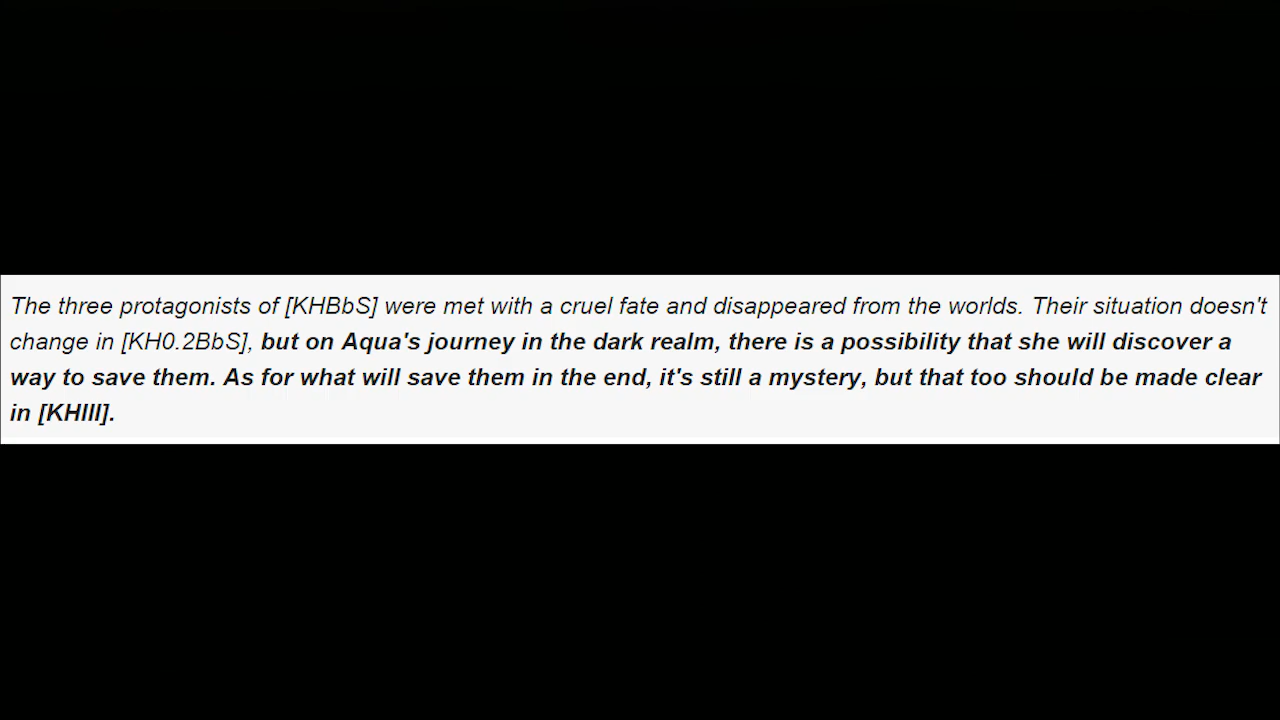 The three protagonists of [KHBbS] were met with a cruel fate and disappeared from the worlds. Their situation doesn't
change in [KH0.2BbS], but on Aqua's journey in the dark realm, there is a possibility that she will discover a
way to save them. As for what will save them in the end, it's still a mystery, but that too should be made clear
in [KHIII].